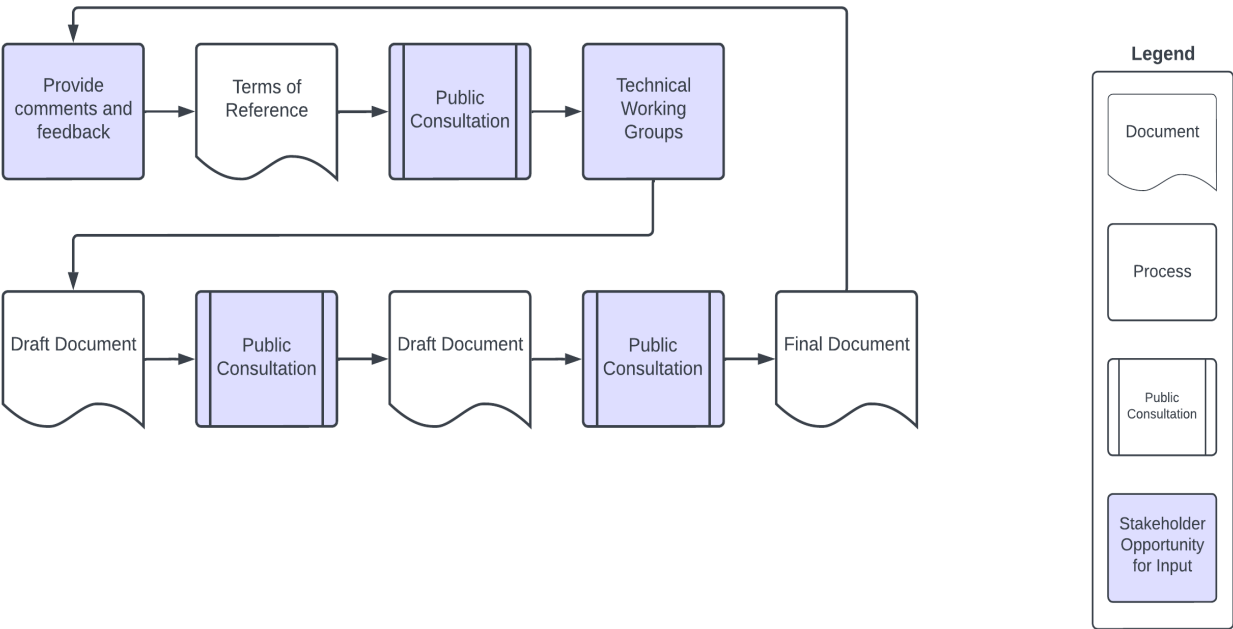 Provide
comments and
feedback
Terms of
Reference
Public
Consultation
Technical
Working
Groups
Draft Document
Public
Consultation
Draft Document
Public
Consultation
Final Document
Legend
Document
Process
Public
Consultation
Stakeholder
Opportunity
for Input